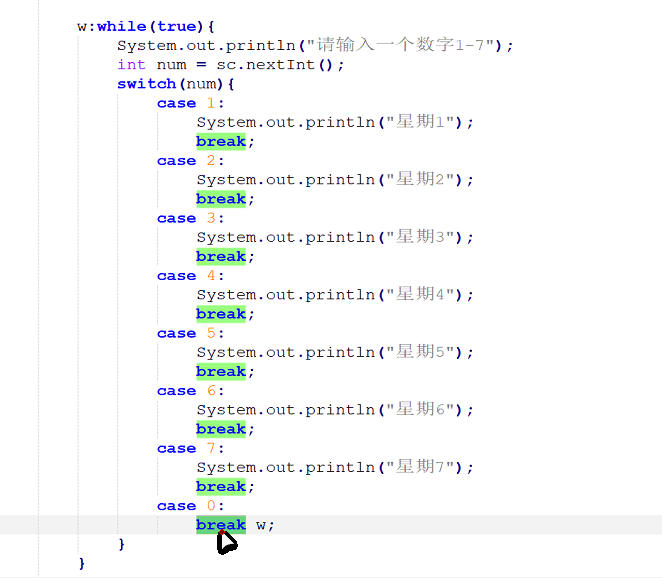 w:while(true){
System.out.println("请输入一个数字1-7");
int num = sc.nextInt();
switch(num){
case 1:
System.out.println("星期1");
break;
case 2:
System.out.println("星期2");
break;
case 3:
System.out.println("星期3");
break;
case 4:
System.out.println("星期4");
break;
case 5:
System.out.println("星期5");
break;
case 6:
System.out.println("星期6");
break;
case 7:
System.out.println("星期7");
break;
case 0:
break w;
}
}